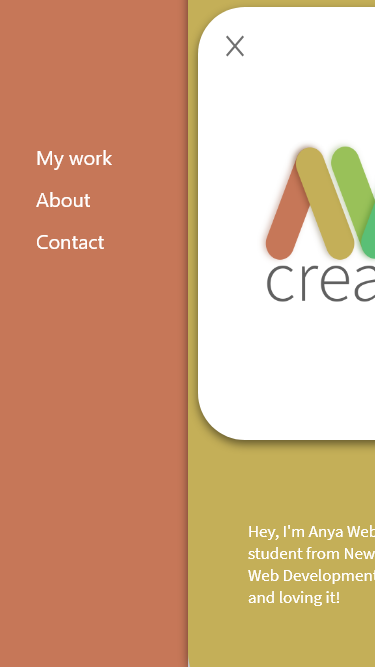 My work
About
Contact
crea
Hey, I'm Anya Web
student from New
Web Development
and loving it!